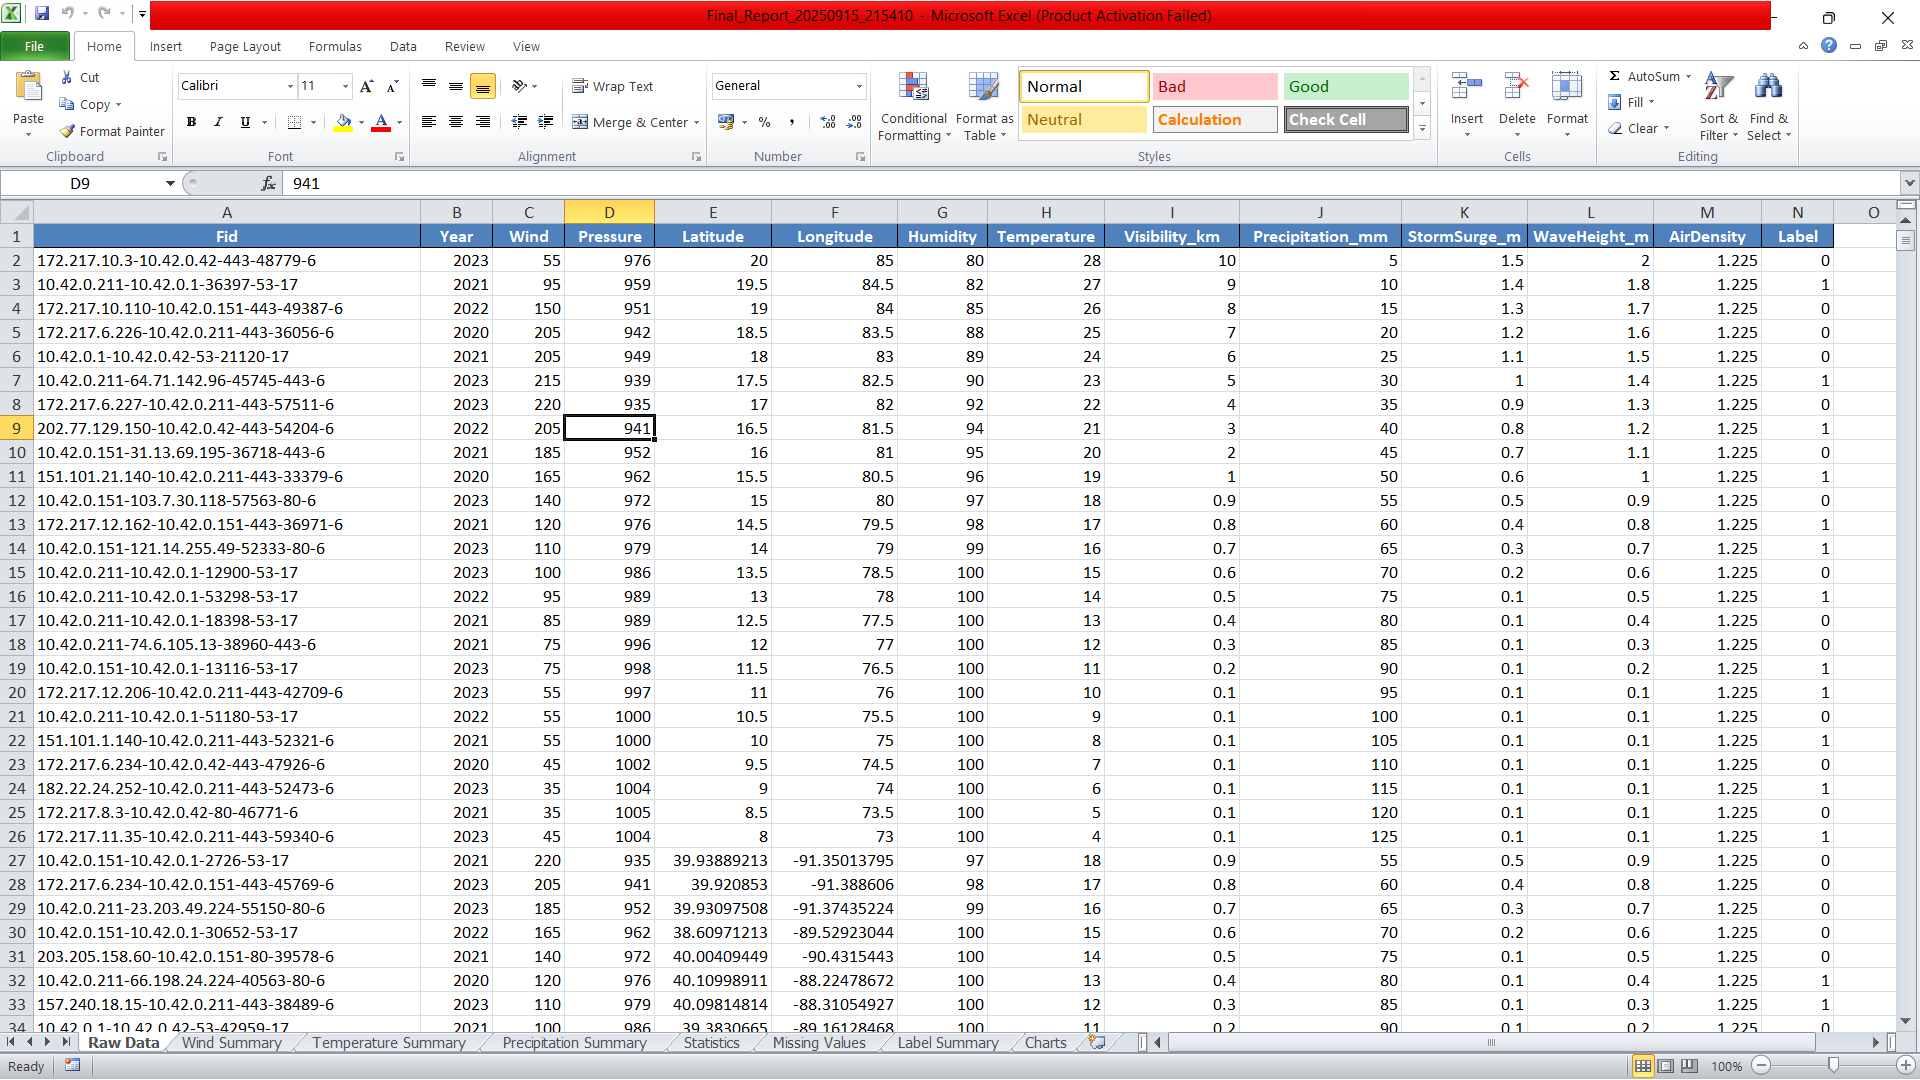 Final_Report_20250915_215410 - Microsoft Excel (Product Activation Failed)
File Home Insert Page Layout Formulas Data Review View
Paste
Cut
Copy
Format Painter
Clipboard
Calibri 11
B I U
Font
Wrap Text
Merge & Center
Alignment
General
%
Number
Conditional Formatting
Format as Table
Normal Bad Good
Neutral Calculation Check Cell
Styles
Insert Delete Format
Cells
AutoSum
Fill
Clear
Sort & Filter
Find & Select
Editing
D9 fx 941
A B C D E F G H I J K L M N O
1 Fid Year Wind Pressure Latitude Longitude Humidity Temperature Visibility_km Precipitation_mm StormSurge_m WaveHeight_m AirDensity Label
2 172.217.10.3-10.42.0.42-443-48779-6 2023 55 976 20 85 80 28 10 5 1.5 2 1.225 0
3 10.42.0.211-10.42.0.1-36397-53-17 2021 95 959 19.5 84.5 82 27 9 10 1.4 1.8 1.225 1
4 172.217.10.110-10.42.0.151-443-49387-6 2022 150 951 19 84 85 26 8 15 1.3 1.7 1.225 0
5 172.217.6.226-10.42.0.211-443-36056-6 2020 205 942 18.5 83.5 88 25 7 20 1.2 1.6 1.225 0
6 10.42.0.1-10.42.0.42-53-21120-17 2021 205 949 18 83 89 24 6 25 1.1 1.5 1.225 0
7 10.42.0.211-64.71.142.96-45745-443-6 2023 215 939 17.5 82.5 90 23 5 30 1 1.4 1.225 1
8 172.217.6.227-10.42.0.211-443-57511-6 2023 220 935 17 82 92 22 4 35 0.9 1.3 1.225 0
9 202.77.129.150-10.42.0.42-443-54204-6 2022 205 941 16.5 81.5 94 21 3 40 0.8 1.2 1.225 1
10 10.42.0.151-31.13.69.195-36718-443-6 2021 185 952 16 81 95 20 2 45 0.7 1.1 1.225 0
11 151.101.21.140-10.42.0.211-443-33379-6 2020 165 962 15.5 80.5 96 19 1 50 0.6 1 1.225 1
12 10.42.0.151-103.7.30.118-57563-80-6 2023 140 972 15 80 97 18 0.9 55 0.5 0.9 1.225 0
13 172.217.12.162-10.42.0.151-443-36971-6 2021 120 976 14.5 79.5 98 17 0.8 60 0.4 0.8 1.225 1
14 10.42.0.151-121.14.255.49-52333-80-6 2023 110 979 14 79 99 16 0.7 65 0.3 0.7 1.225 1
15 10.42.0.211-10.42.0.1-12900-53-17 2023 100 986 13.5 78.5 100 15 0.6 70 0.2 0.6 1.225 0
16 10.42.0.211-10.42.0.1-53298-53-17 2022 95 989 13 78 100 14 0.5 75 0.1 0.5 1.225 1
17 10.42.0.211-10.42.0.1-18398-53-17 2021 85 989 12.5 77.5 100 13 0.4 80 0.1 0.4 1.225 0
18 10.42.0.211-74.6.105.13-38960-443-6 2021 75 996 12 77 100 12 0.3 85 0.1 0.3 1.225 0
19 10.42.0.151-10.42.0.1-13116-53-17 2023 75 998 11.5 76.5 100 11 0.2 90 0.1 0.2 1.225 1
20 172.217.12.206-10.42.0.211-443-42709-6 2023 55 997 11 76 100 10 0.1 95 0.1 0.1 1.225 1
21 10.42.0.211-10.42.0.1-51180-53-17 2022 55 1000 10.5 75.5 100 9 0.1 100 0.1 0.1 1.225 0
22 151.101.1.140-10.42.0.211-443-52321-6 2021 55 1000 10 75 100 8 0.1 105 0.1 0.1 1.225 1
23 172.217.6.234-10.42.0.42-443-47926-6 2020 45 1002 9.5 74.5 100 7 0.1 110 0.1 0.1 1.225 0
24 182.22.24.252-10.42.0.211-443-52473-6 2023 35 1004 9 74 100 6 0.1 115 0.1 0.1 1.225 1
25 172.217.8.3-10.42.0.42-80-46771-6 2021 35 1005 8.5 73.5 100 5 0.1 120 0.1 0.1 1.225 0
26 172.217.11.35-10.42.0.211-443-59340-6 2023 45 1004 8 73 100 4 0.1 125 0.1 0.1 1.225 1
27 10.42.0.151-10.42.0.1-2726-53-17 2021 220 935 39.93889213 -91.35013795 97 18 0.9 55 0.5 0.9 1.225 0
28 172.217.6.234-10.42.0.151-443-45769-6 2023 205 941 39.920853 -91.388606 98 17 0.8 60 0.4 0.8 1.225 0
29 10.42.0.211-23.203.49.224-55150-80-6 2023 185 952 39.93097508 -91.37435224 99 16 0.7 65 0.3 0.7 1.225 0
30 10.42.0.151-10.42.0.1-30652-53-17 2022 165 962 38.60971213 -89.52923044 100 15 0.6 70 0.2 0.6 1.225 0
31 203.205.158.60-10.42.0.151-80-39578-6 2021 140 972 40.00409449 -90.4315443 100 14 0.5 75 0.1 0.5 1.225 0
32 10.42.0.211-66.198.24.224-40563-80-6 2020 120 976 40.10998911 -88.22478672 100 13 0.4 80 0.1 0.4 1.225 1
33 157.240.18.15-10.42.0.211-443-38489-6 2023 110 979 40.09814814 -88.31054927 100 12 0.3 85 0.1 0.3 1.225 1
34 10.42.0.1-10.42.0.42-53-42959-17 2021 100 986 39.3830665 -89.16128468 100 11 0.2 90 0.1 0.2 1.225 0
Raw Data Wind Summary Temperature Summary Precipitation Summary Statistics Missing Values Label Summary Charts
Ready 100%